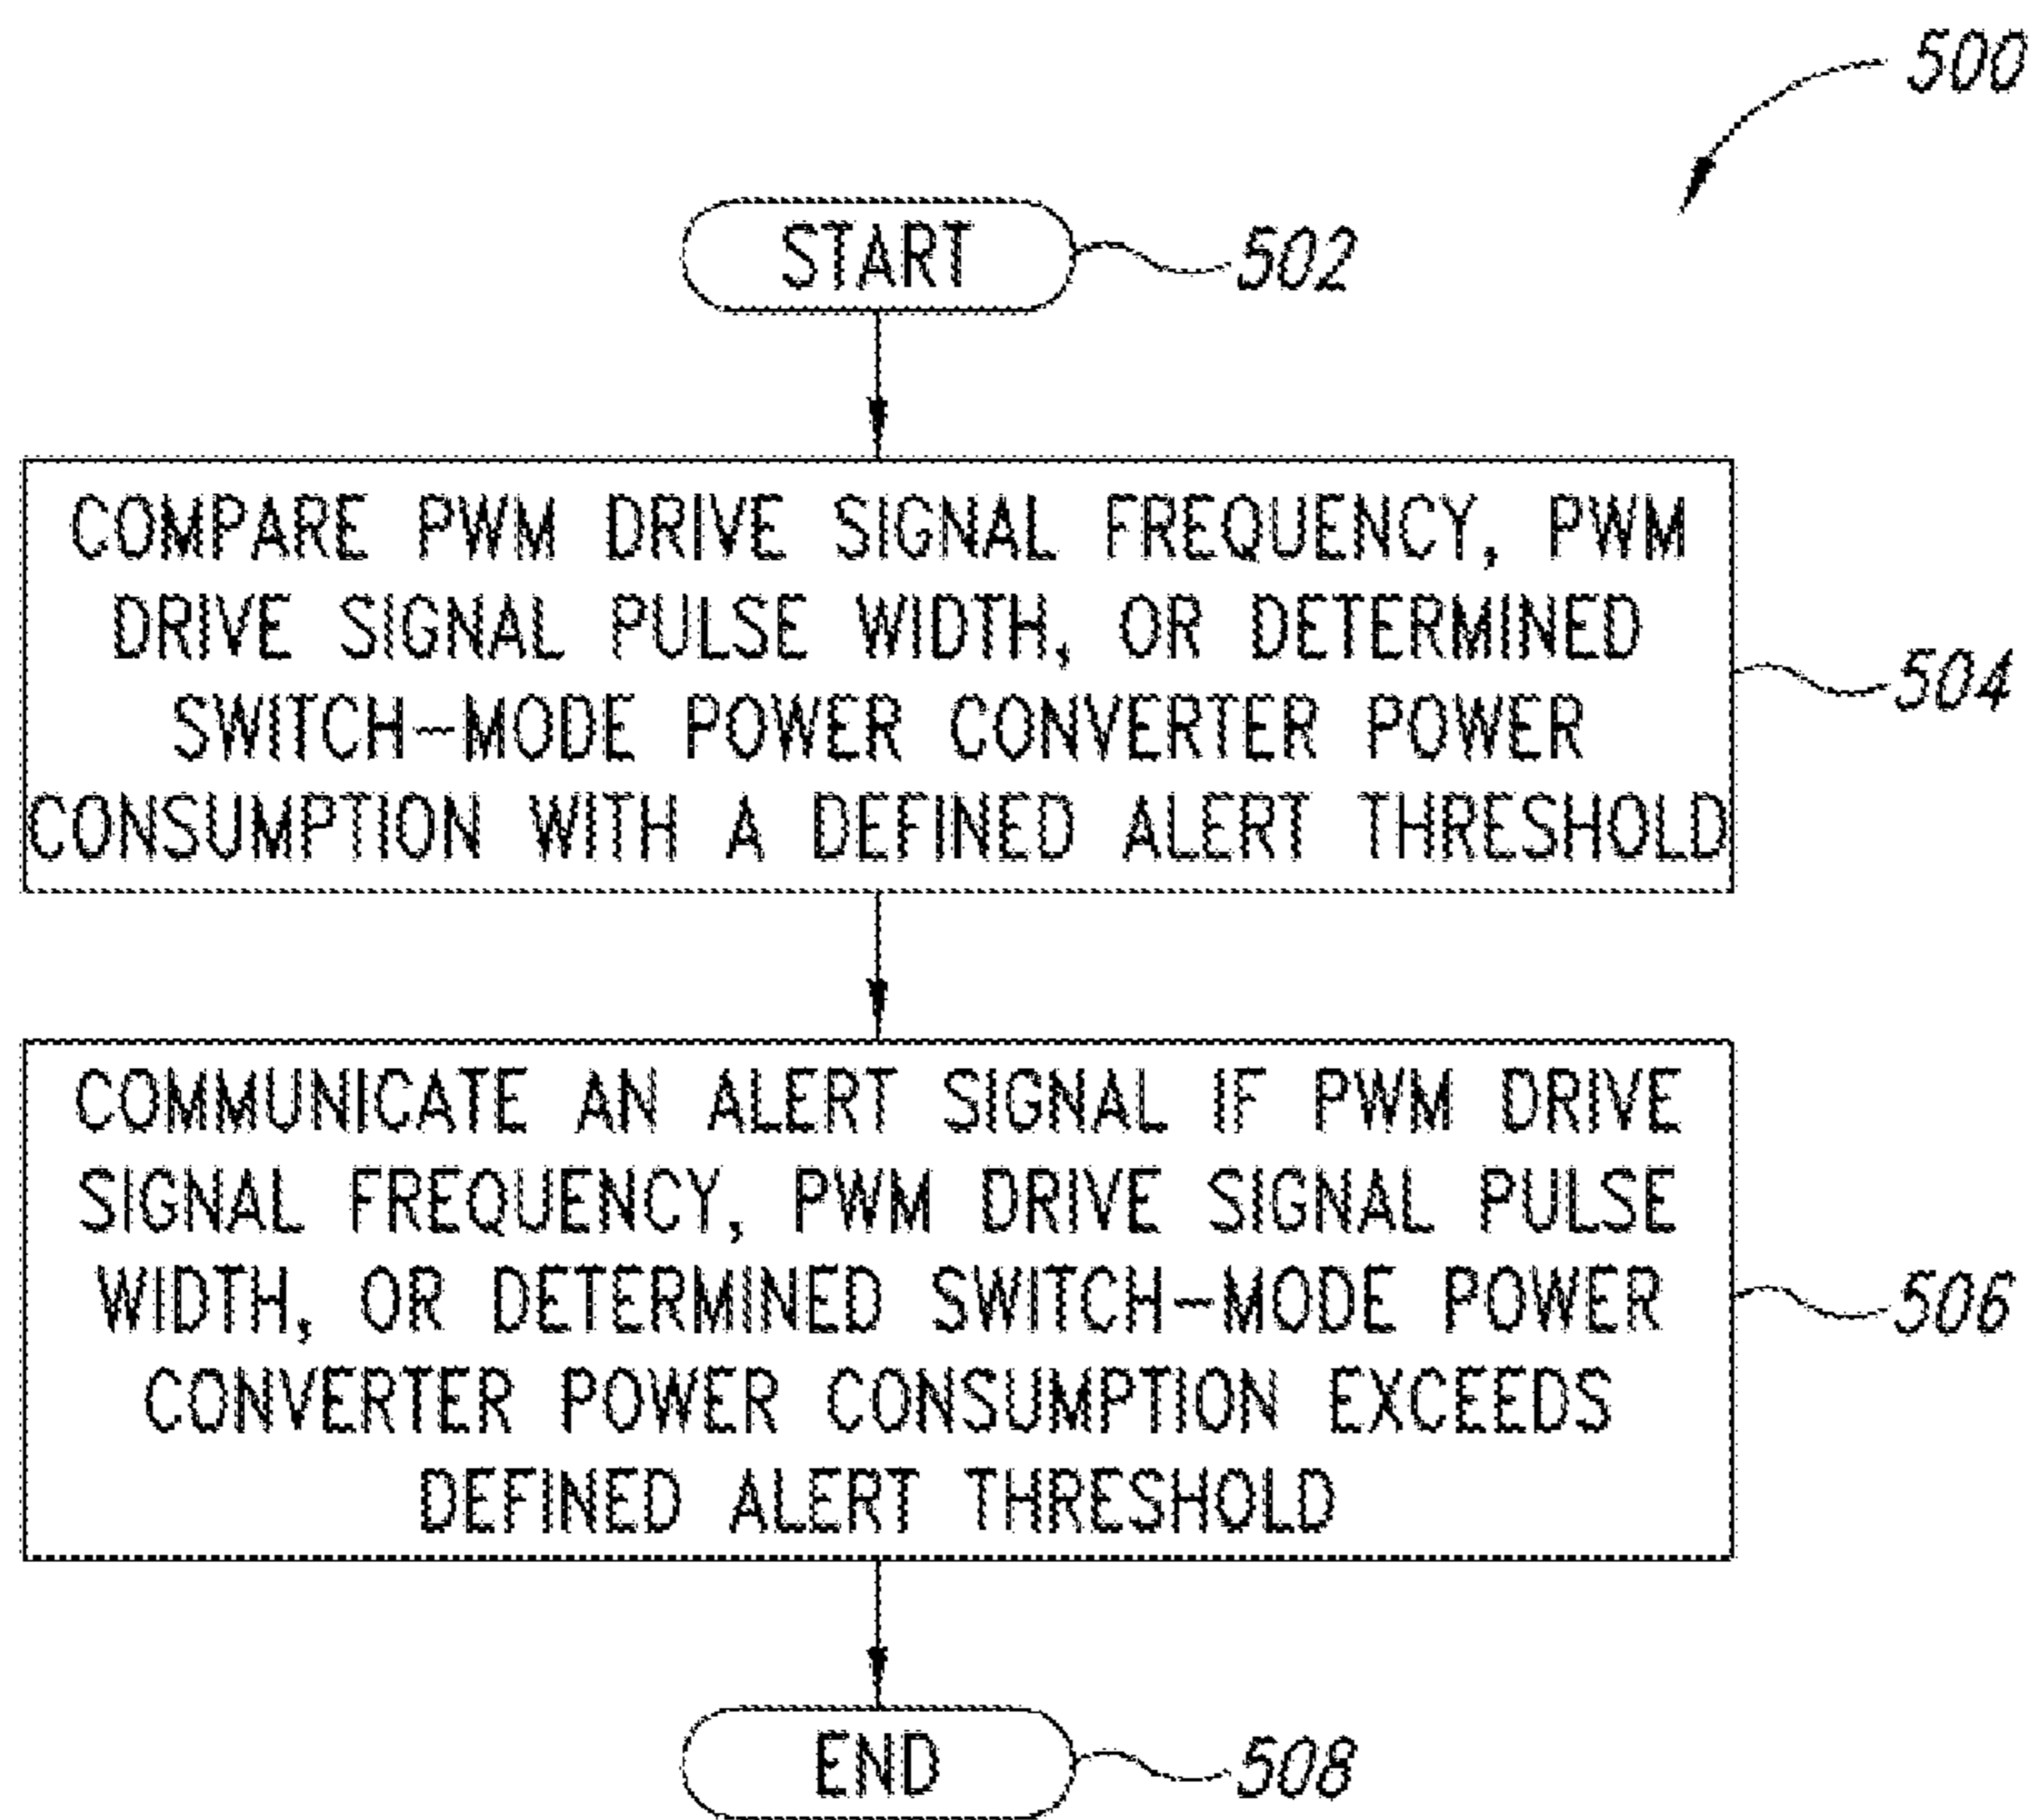 500
START
502
COMPARE PWM DRIVE SIGNAL FREQUENCY, PWM
DRIVE SIGNAL PULSE WIDTH, OR DETERMINED
SWITCH-MODE POWER CONVERTER POWER
CONSUMPTION WITH A DEFINED ALERT THRESHOLD
504
COMMUNICATE AN ALERT SIGNAL IF PWM DRIVE
SIGNAL FREQUENCY, PWM DRIVE SIGNAL PULSE
WIDTH, OR DETERMINED SWITCH-MODE POWER
CONVERTER POWER CONSUMPTION EXCEEDS
DEFINED ALERT THRESHOLD
506
END
508